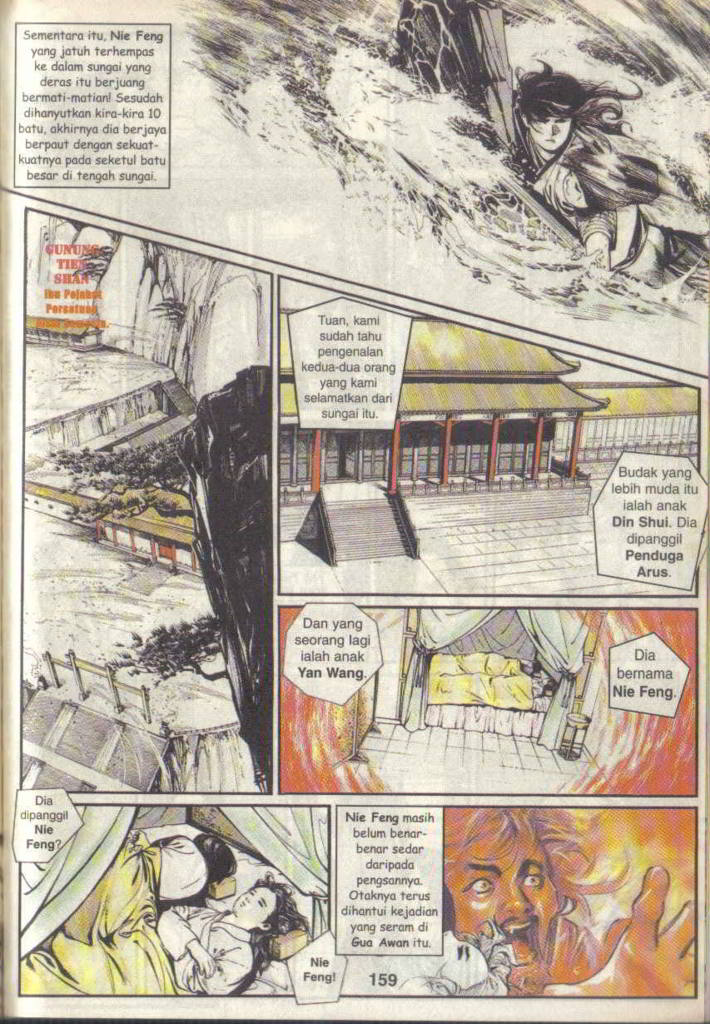 Sementara itu, Nie Feng
yang jatuh terhempas
ke dalam sungai yang
deras itu berjuang
bermati-matian! Sesudah
dihanyutkan kira-kira 10
batu, akhirnya dia berjaya
berpaut dengan sekuat-
kuatnya pada seketul batu
besar di tengah sungai.
GUNUNG
TIEN
SHAN
Ibu Pejabat
Persatuan
Tuan, kami
sudah tahu
pengenalan
kedua-dua orang
yang kami
selamatkan dari
sungai itu.
Budak yang
lebih muda itu
ialah anak
Din Shui. Dia
dipanggil
Penduga
Arus.
Dan yang
seorang lagi
ialah anak
Yan Wang.
Dia
bernama
Nie Feng.
Dia
dipanggil
Nie
Feng?
Nie
Feng!
Nie Feng masih
belum benar-
benar sedar
daripada
pengsannya.
Otaknya terus
dihantui kejadian
yang seram di
Gua Awan itu.
159